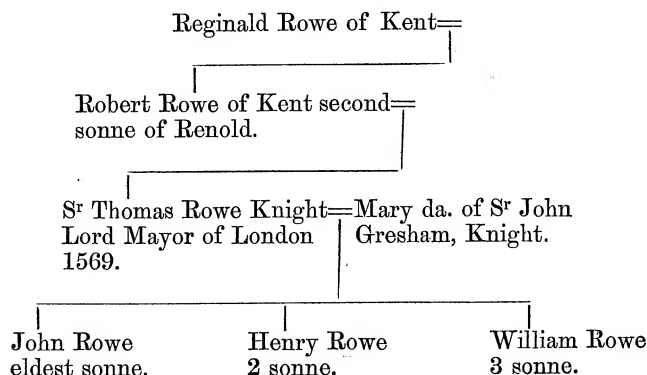 Reginald Rowe of Kent=
Robert Rowe of Kent second=
sonne of Renold.
Sr Thomas Rowe Knight=Mary da. of Sr John
Lord Mayor of London Gresham, Knight.
1569.
John Rowe Henry Rowe William Rowe
eldest sonne. 2 sonne. 3 sonne.